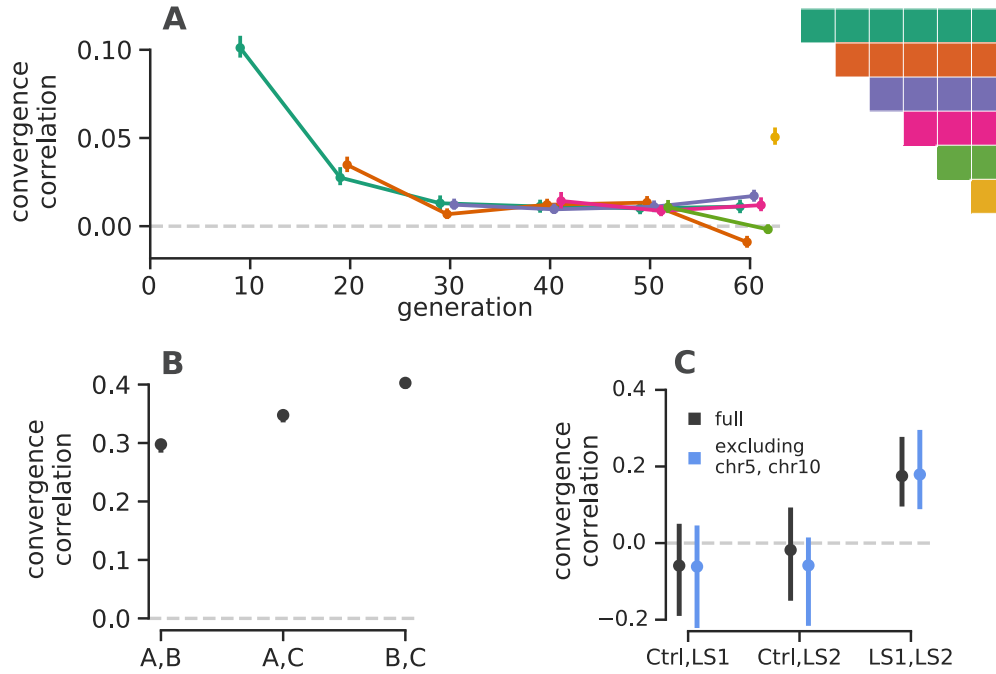 A
convergence
correlation
0.10
0.05
0.00
0
10
20
30
40
50
60
generation
B
convergence
correlation
0.4
0.3
0.2
0.1
0.0
A,B
A,C
B,C
C
convergence
correlation
0.4
0.2
0.0
−0.2
full
excluding
chr5, chr10
Ctrl,LS1
Ctrl,LS2
LS1,LS2